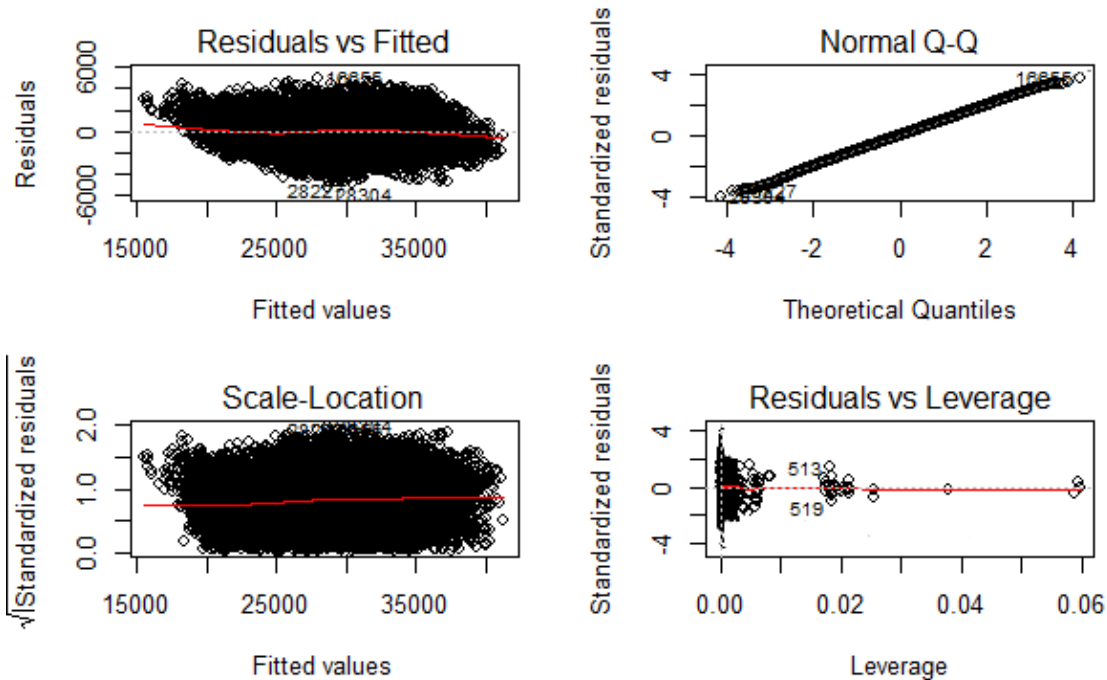 Residuals vs Fitted
Residuals
6000
0
-6000
16655
28304
15000 25000 35000
Fitted values
Normal Q-Q
Standardized residuals
4
0
-4
16655
-4 -2 0 2 4
Theoretical Quantiles
Scale-Location
√|Standardized residuals
2.0
1.0
0.0
15000 25000 35000
Fitted values
Residuals vs Leverage
Standardized residuals
4
0
-4
513
519
0.00 0.02 0.04 0.06
Leverage